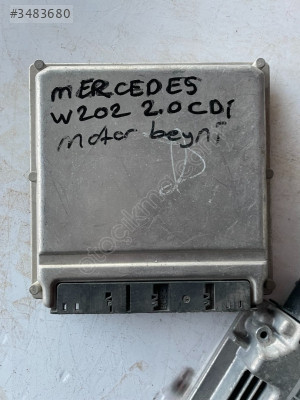 #3483680
MERCEDES
W202 2.0 CDİ
motor beyni